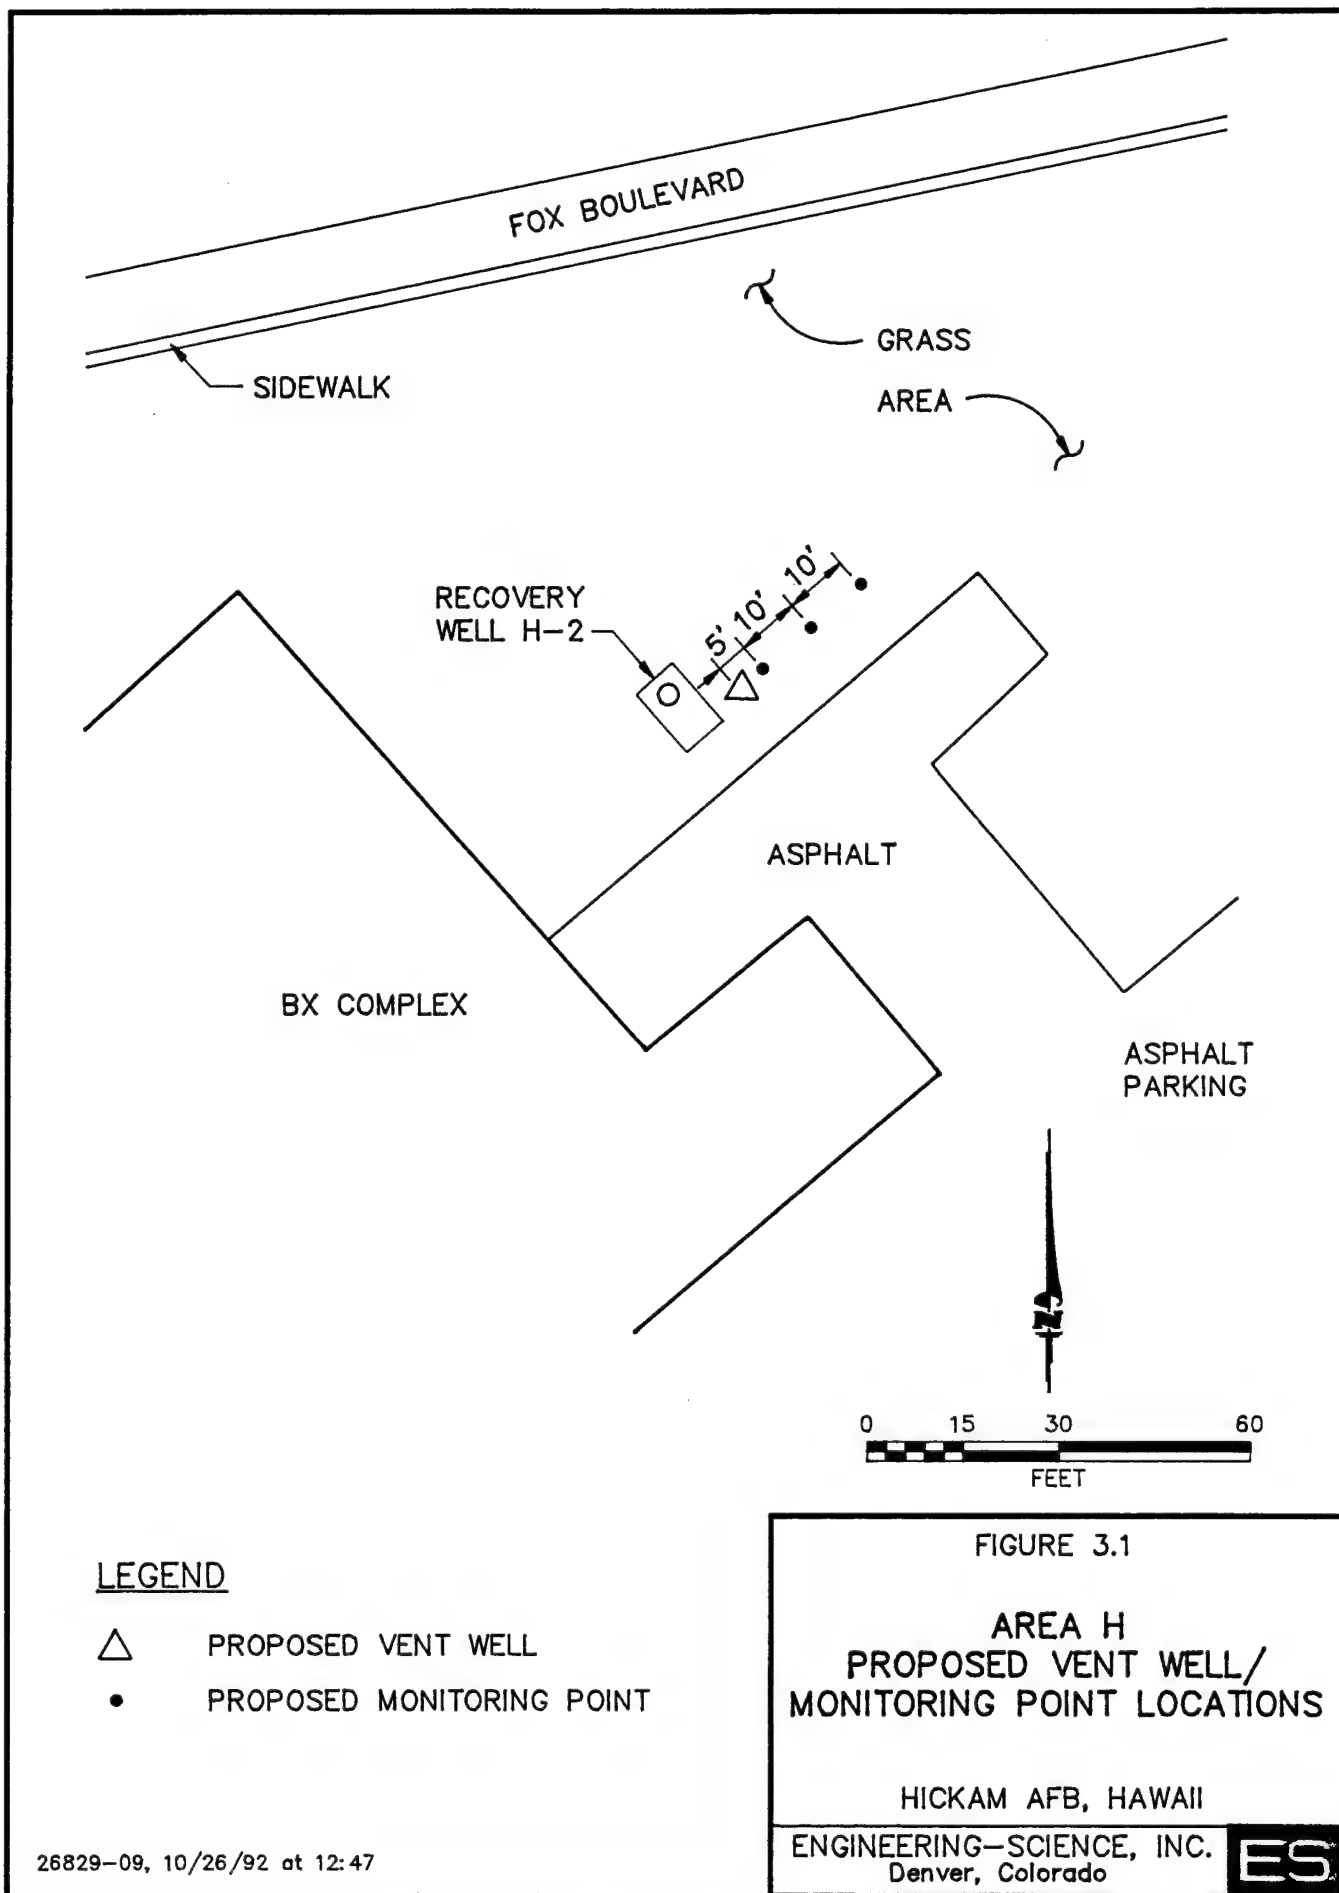 FOX BOULEVARD
GRASS
SIDEWALK
AREA
RECOVERY
WELL H-2
5'
10'
10'
ASPHALT
BX COMPLEX
ASPHALT
PARKING
N
0 15 30 60
FEET
LEGEND
PROPOSED VENT WELL
PROPOSED MONITORING POINT
FIGURE 3.1
AREA H
PROPOSED VENT WELL/
MONITORING POINT LOCATIONS
HICKAM AFB, HAWAII
ENGINEERING-SCIENCE, INC.
Denver, Colorado
ES
26829-09, 10/26/92 at 12:47